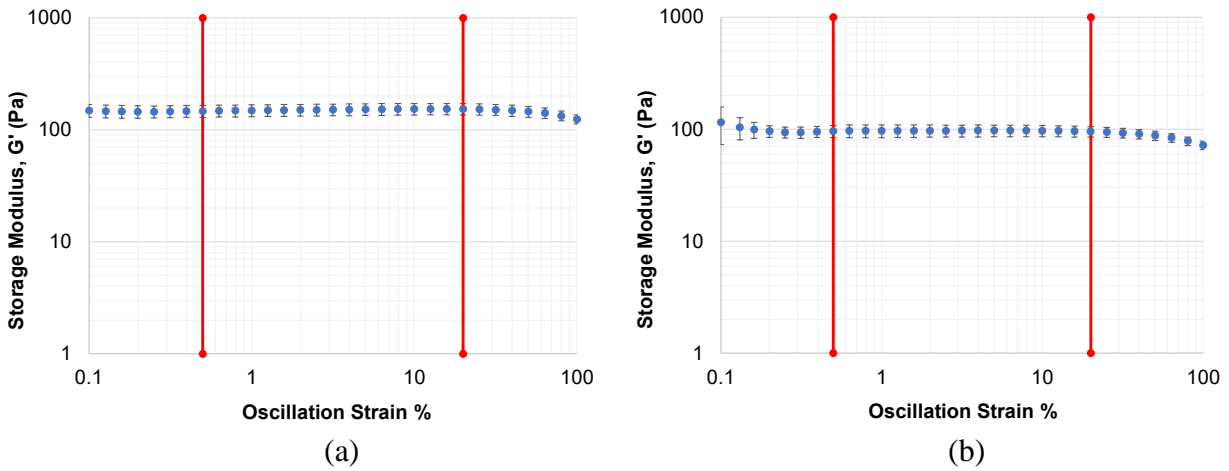 1000
100
10
1
Storage Modulus, G' (Pa)
0.1 1 10 100
Oscillation Strain %
(a)
1000
100
10
1
Storage Modulus, G' (Pa)
0.1 1 10 100
Oscillation Strain %
(b)